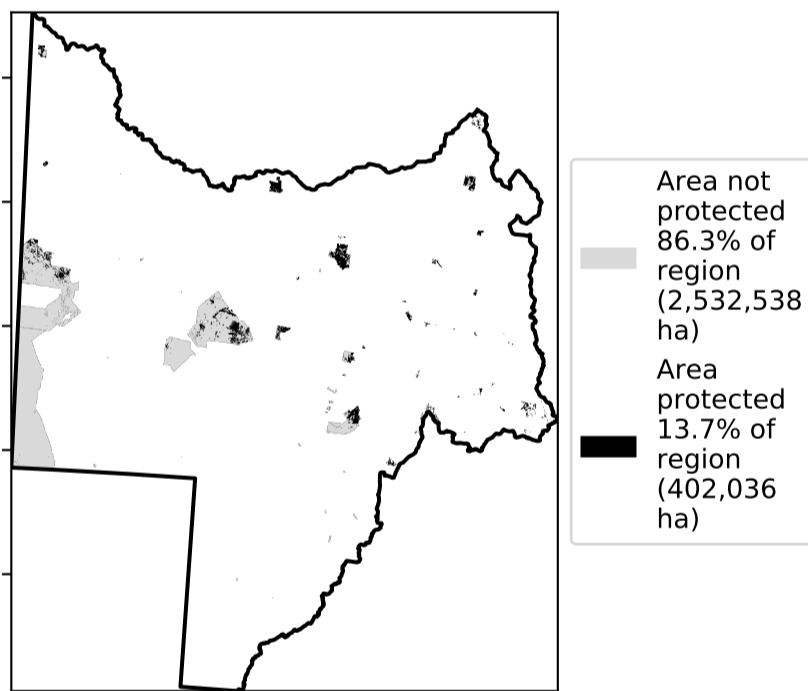 Area not
protected
86.3% of
region
(2,532,538
ha)
Area
protected
13.7% of
region
(402,036
ha)